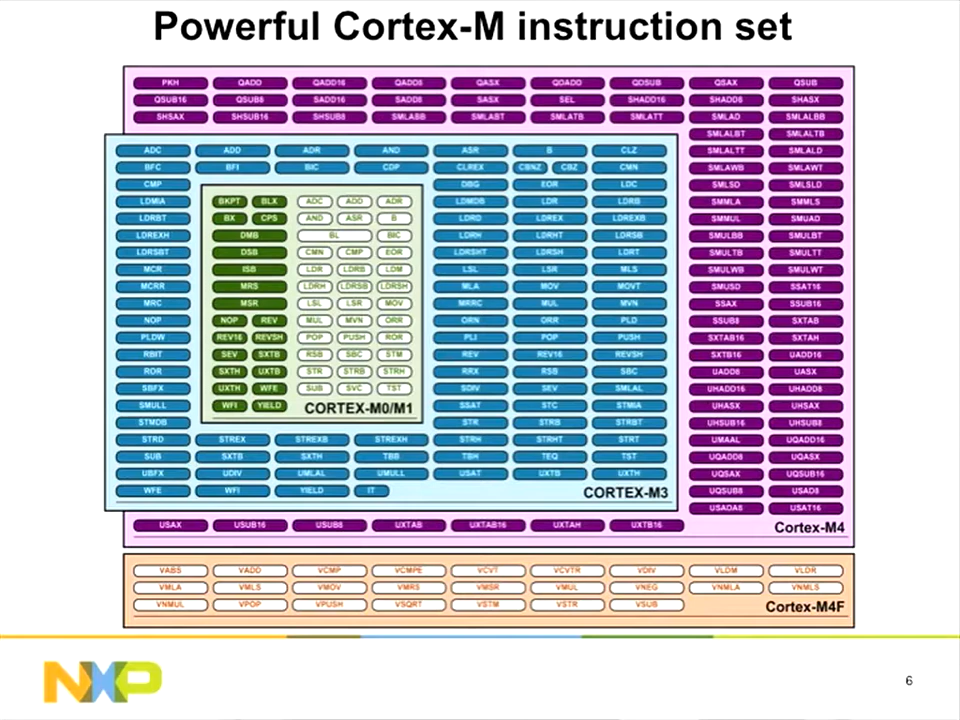 Powerful Cortex-M instruction set
PKH QADD QADD16 QADD8 QASX QDADD QDSUB QSAX QSUB
QSUB16 QSUB8 SADD16 SADD8 SASX SEL SHADD16 SHADD8 SHASX
SHSAX SHSUB16 SHSUB8 SMLABB SMLABT SMLATB SMLATT SMLAD SMLALBB
SMLALBT SMLALTB
ADC ADD ADR AND ASR B CLZ SMLALTT SMLALD
BFC BFI BIC CDP CLREX CBNZ CBZ CMN SMLAWB SMLAWT
CMP DBG EOR LDC SMLSD SMLSLD
LDMIA BKPT BLX ADC ADD ADR LDMDB LDR LDRB SMMLA SMMLS
LDRBT BX CPS AND ASR B LDRD LDREX LDREXB SMMUL SMUAD
LDREXH DMB BL BIC LDRH LDRHT LDRSB SMULBB SMULBT
LDRSBT DSB CMN CMP EOR LDRSHT LDRSH LDRT SMULTB SMULTT
MCR ISB LDR LDRB LDM LSL LSR MLS SMULWB SMULWT
MCRR MRS LDRH LDRSB LDRSH MLA MOV MOVT SMUSD SSAT16
MRC MSR LSL LSR MOV MRRC MUL MVN SSAX SSUB16
NOP NOP REV MUL MVN ORR ORN ORR PLD SSUB8 SXTAB
PLDW REV16 REVSH POP PUSH ROR PLI POP PUSH SXTAB16 SXTAH
RBIT SEV SXTB RSB SBC STM REV REV16 REVSH SXTB16 UADD16
ROR SXTH UXTB STR STRB STRH RRX RSB SBC UADD8 UASX
SBFX UXTH WFE SUB SVC TST SDIV SEV SMLAL UHADD16 UHADD8
SMULL WFI YIELD CORTEX-M0/M1 SSAT STC STMIA UHASX UHSAX
STMDB STR STRB STRBT UHSUB16 UHSUB8
STRD STREX STREXB STREXH STRH STRHT STRT UMAAL UQADD16
SUB SXTB SXTH TBB TBH TEQ TST UQADD8 UQASX
UBFX UDIV UMLAL UMULL USAT UXTB UXTH UQSAX UQSUB16
WFE WFI YIELD IT CORTEX-M3 UQSUB8 USAD8
USADA8 USAT16
USAX USUB16 USUB8 UXTAB UXTAB16 UXTAH UXTB16 Cortex-M4
VABS VADD VCMP VCMPE VCVT VCVTR VDIV VLDM VLDR
VMLA VMLS VMOV VMRS VMSR VMUL VNEG VNMLA VNMLS
VNMUL VPOP VPUSH VSQRT VSTM VSTR VSUB Cortex-M4F
NXP
6